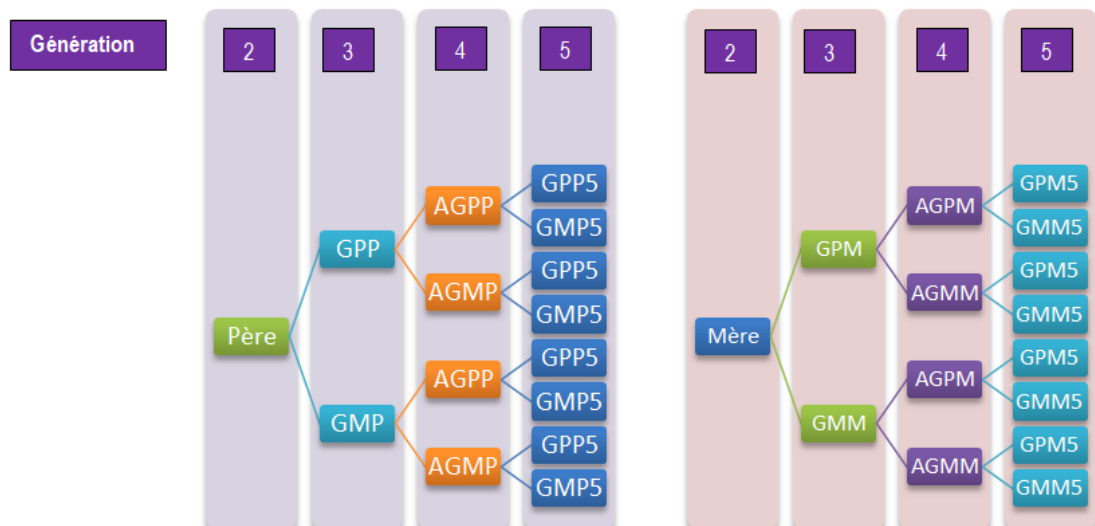 Génération
2 3 4 5 2 3 4 5
GPP5 GPM5
AGPP AGPM
GMP5 GMM5
GPP GPM
GPP5 GPM5
AGMP AGMM
GMP5 GMM5
Père Mère
GPP5 GPM5
AGPP AGPM
GMP5 GMM5
GMP GMM
GPP5 GPM5
AGMP AGMM
GMP5 GMM5